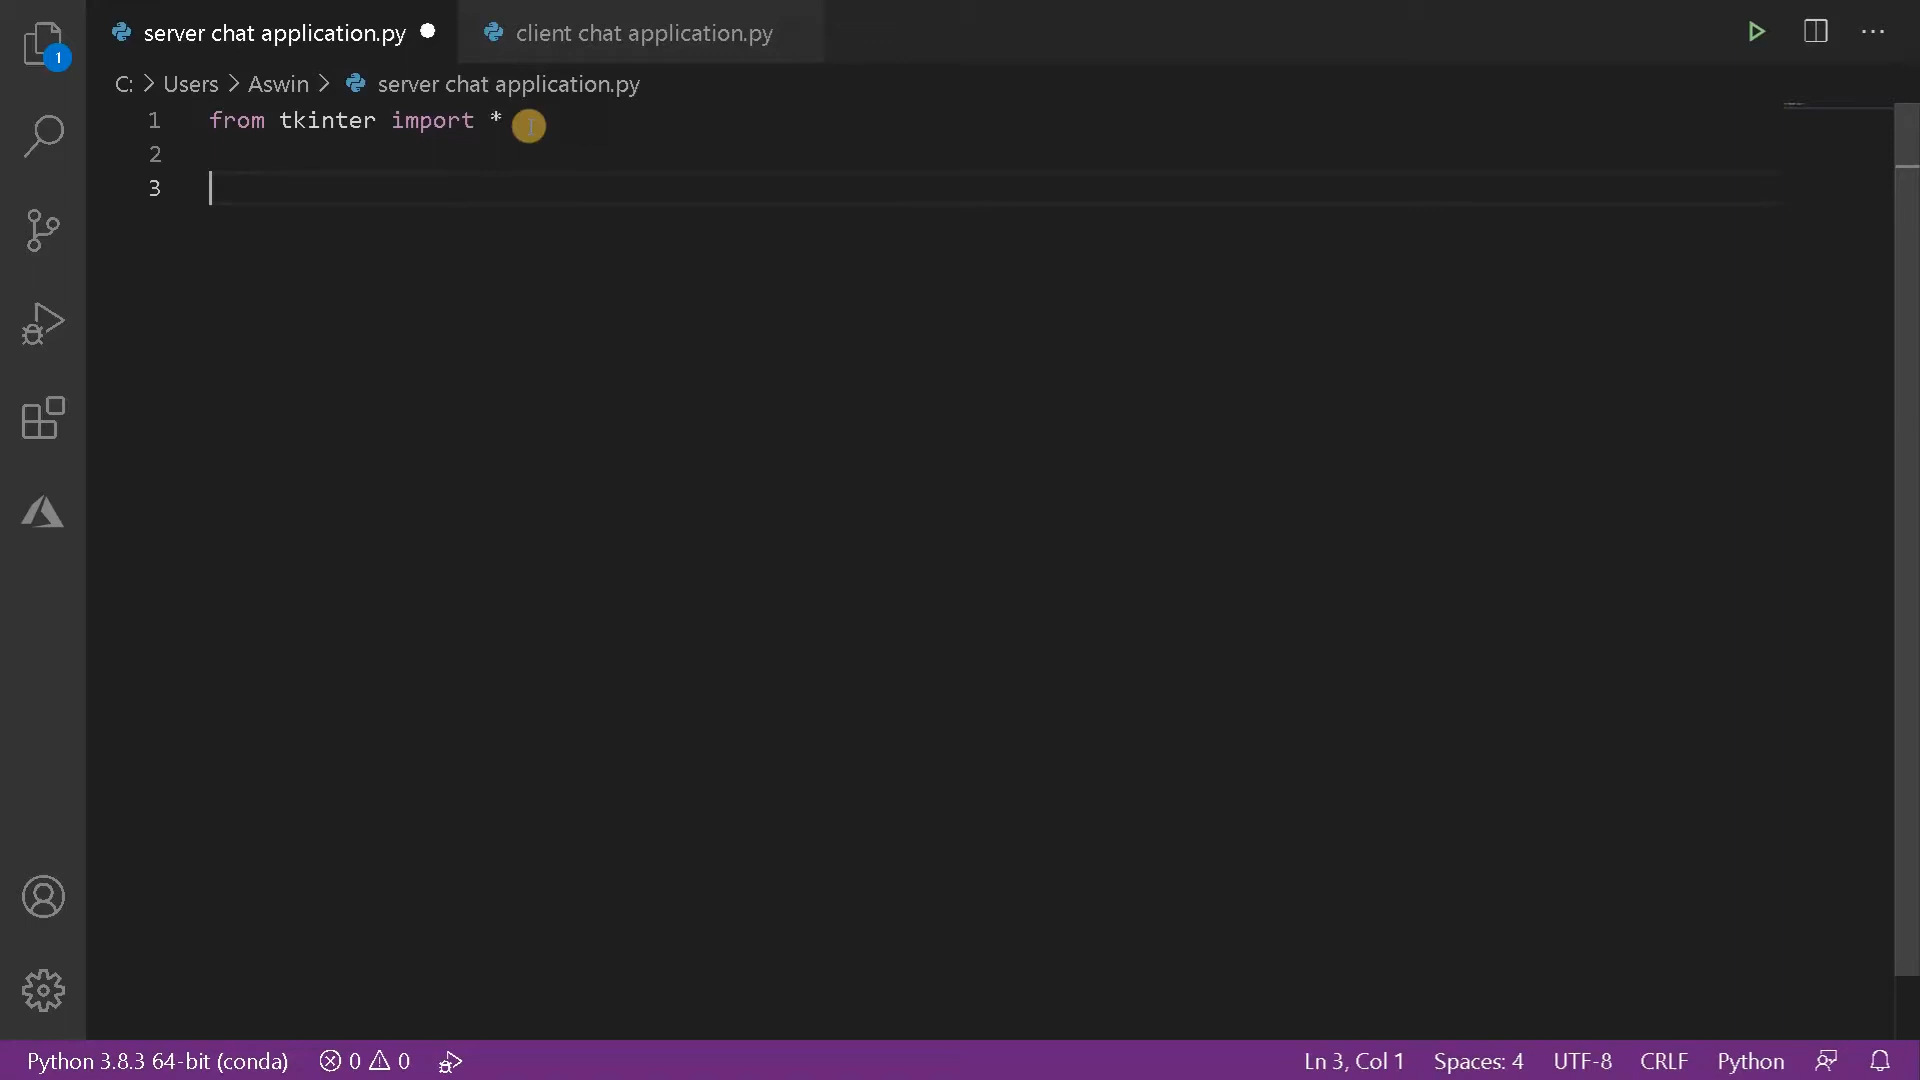 server chat application.py
client chat application.py
C: > Users > Aswin > server chat application.py
1 from tkinter import *
2
3
1
Python 3.8.3 64-bit (conda) 0 0 Ln 3, Col 1 Spaces: 4 UTF-8 CRLF Python